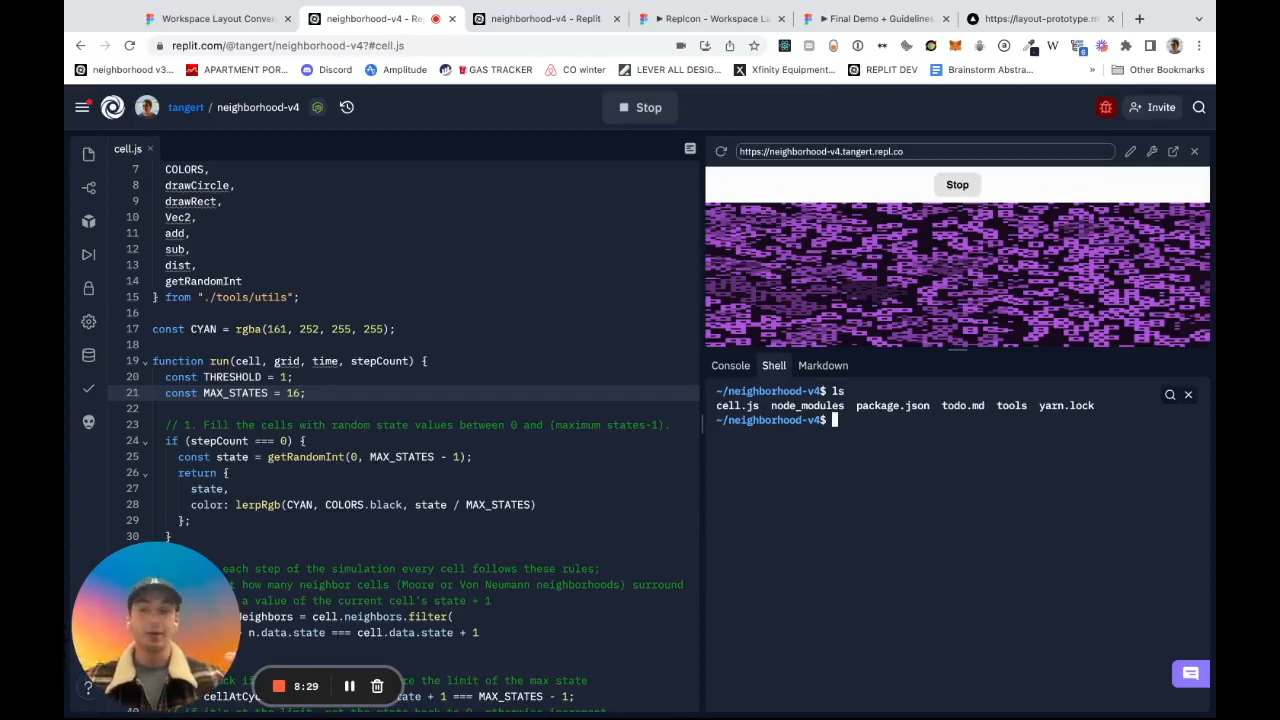 Workspace Layout Conver
neighborhood-v4 - Re
neighborhood-v4 - Replit
Replcon - Workspace La
Final Demo + Guidelines
https://layout-prototype.m
replit.com/@tangert/neighborhood-v4?#cell.js
neighborhood v3...
APARTMENT POR...
Discord
Amplitude
GAS TRACKER
CO winter
LEVER ALL DESIG...
Xfinity Equipment...
REPLIT DEV
Brainstorm Abstra...
Other Bookmarks
tangert / neighborhood-v4
Stop
Invite
cell.js
https://neighborhood-v4.tangert.repl.co
Stop
7 COLORS,
8 drawCircle,
9 drawRect,
10 Vec2,
11 add,
12 sub,
13 dist,
14 getRandomInt
15 } from "./tools/utils";
16
17 const CYAN = rgba(161, 252, 255, 255);
18
19 function run(cell, grid, time, stepCount) {
20 const THRESHOLD = 1;
21 const MAX_STATES = 16;
22
23 // 1. Fill the cells with random state values between 0 and (maximum states-1).
24 if (stepCount === 0) {
25 const state = getRandomInt(0, MAX_STATES - 1);
26 return {
27 state,
28 color: lerpRgb(CYAN, COLORS.black, state / MAX_STATES)
29 };
30 }
each step of the simulation every cell follows these rules;
t how many neighbor cells (Moore or Von Neumann neighborhoods) surround
a value of the current cell's state + 1
eighbors = cell.neighbors.filter(
n.data.state === cell.data.state + 1
re the limit of the max state
state + 1 === MAX_STATES - 1;
Console
Shell
Markdown
~/neighborhood-v4$ ls
cell.js node_modules package.json todo.md tools yarn.lock
~/neighborhood-v4$
8:29